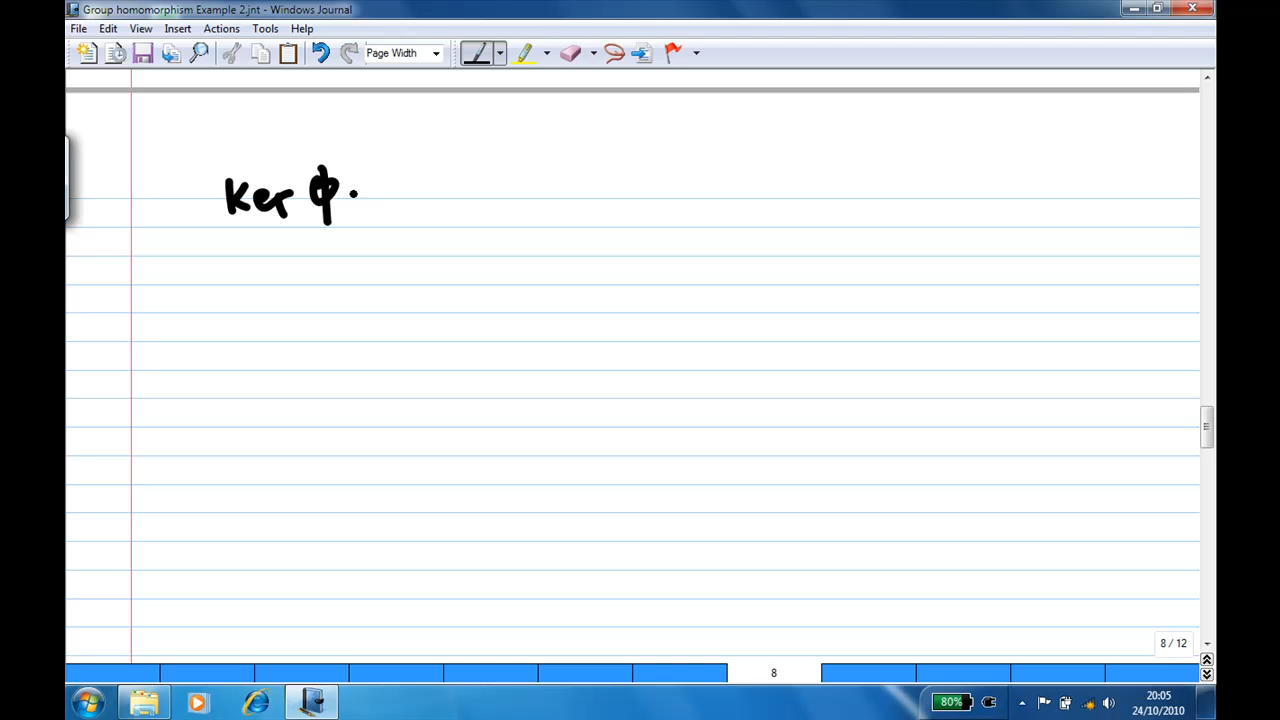 Group homomorphism Example 2.jnt - Windows Journal
File Edit View Insert Actions Tools Help
Page Width
Ker φ
8 / 12
8
80%
20:05
24/10/2010